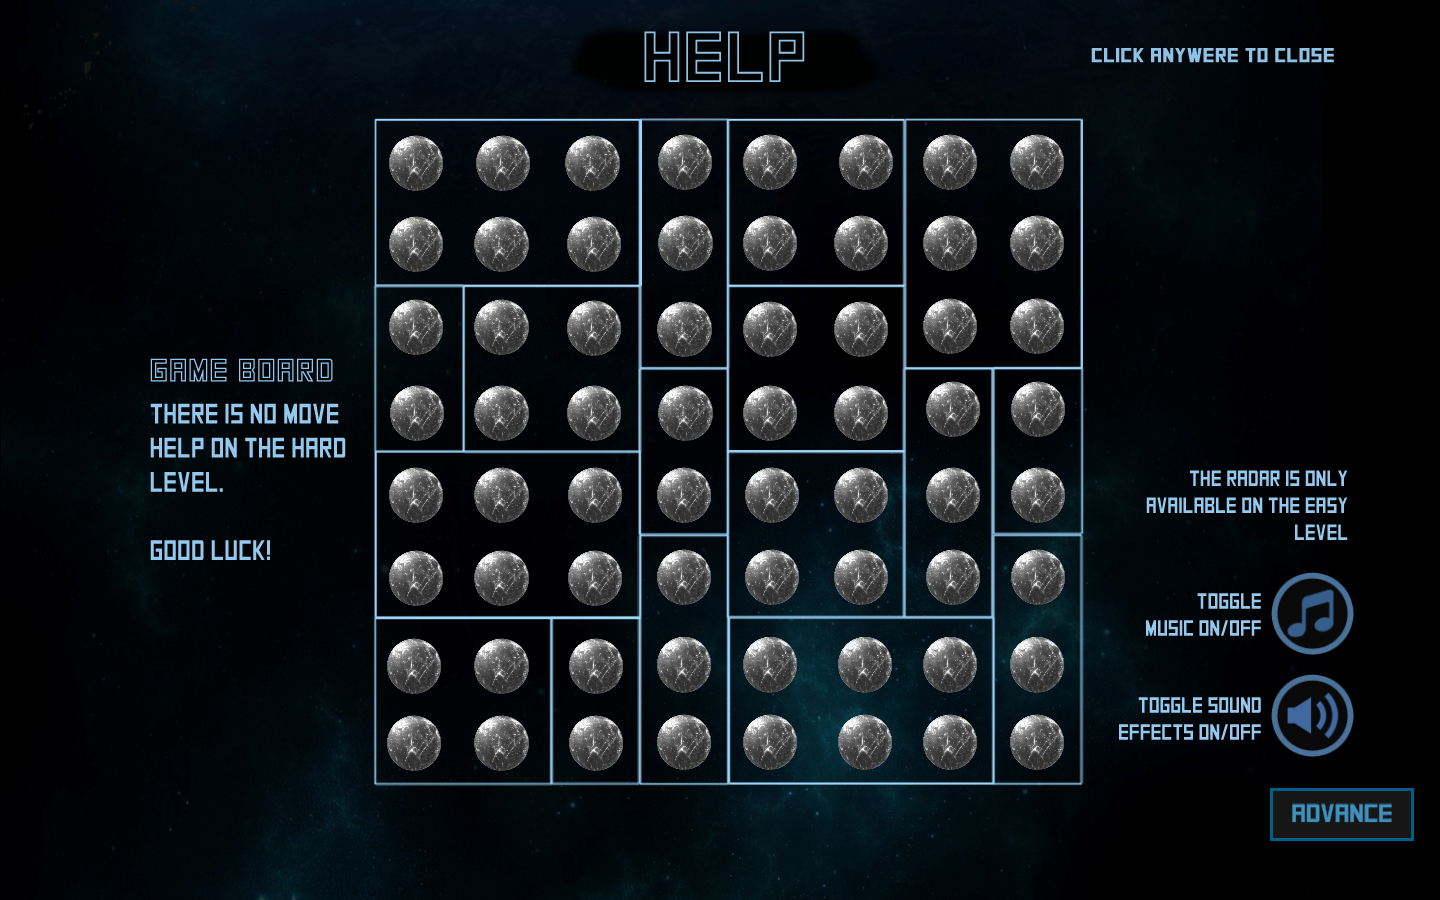 HELP
CLICK ANYWERE TO CLOSE
GAME BOARD
THERE IS NO MOVE
HELP ON THE HARD
LEVEL.
GOOD LUCK!
THE RADAR IS ONLY
AVAILABLE ON THE EASY
LEVEL
TOGGLE
MUSIC ON/OFF
TOGGLE SOUND
EFFECTS ON/OFF
ADVANCE